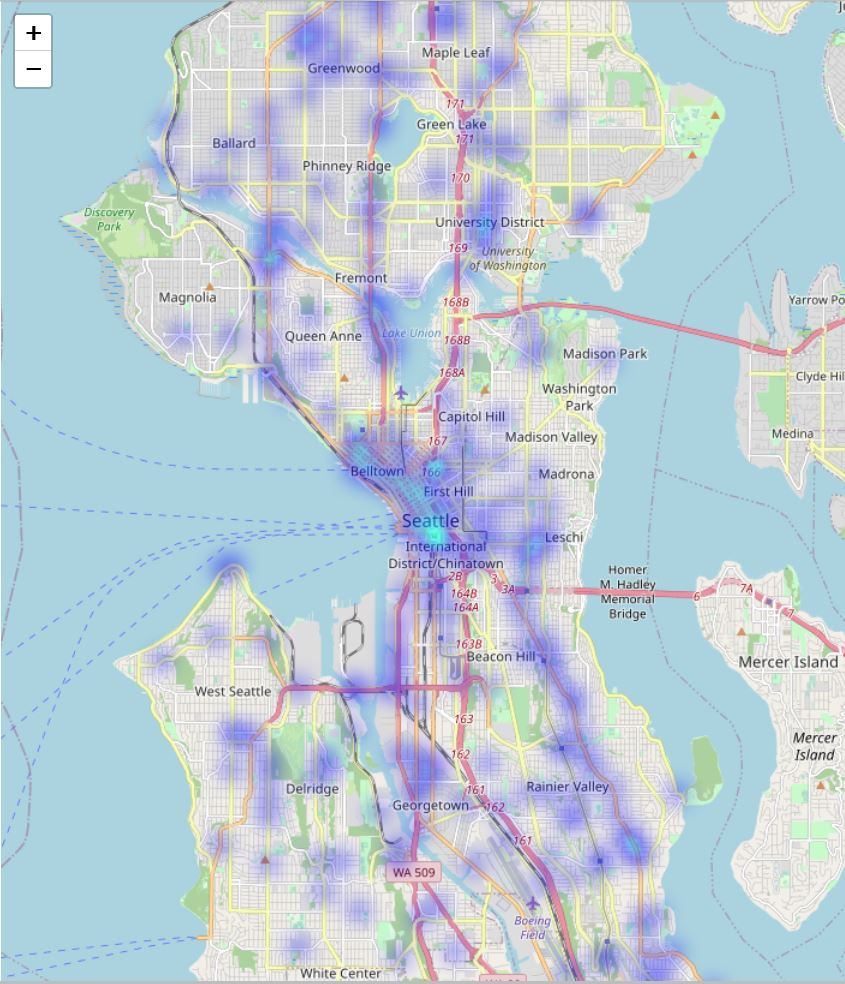 +
−
Maple Leaf
Greenwood
171
Green Lake
171
Ballard
Phinney Ridge
170
Discovery
Park
University District
169
University
of Washington
Fremont
Magnolia
168B
Yarrow Po
Lake Union
Queen Anne
168B
Madison Park
168A
Clyde Hil
Washington
Park
Capitol Hill
Medina
167
Madison Valley
Belltown
166
Madrona
First Hill
Seattle
Leschi
International
District/Chinatown
Homer
M. Hadley
Memorial
Bridge
2B
3
3A
164B
164A
6
7A
7
163B
Beacon Hill
Mercer Island
West Seattle
163
Mercer
Island
162
Delridge
161
Rainier Valley
Georgetown
162
161
WA 509
Boeing
Field
White Center